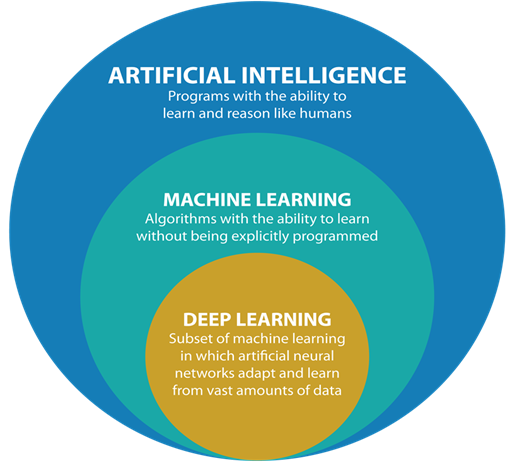 ARTIFICIAL INTELLIGENCE
Programs with the ability to
learn and reason like humans
MACHINE LEARNING
Algorithms with the ability to learn
without being explicitly programmed
DEEP LEARNING
Subset of machine learning
in which artificial neural
networks adapt and learn
from vast amounts of data